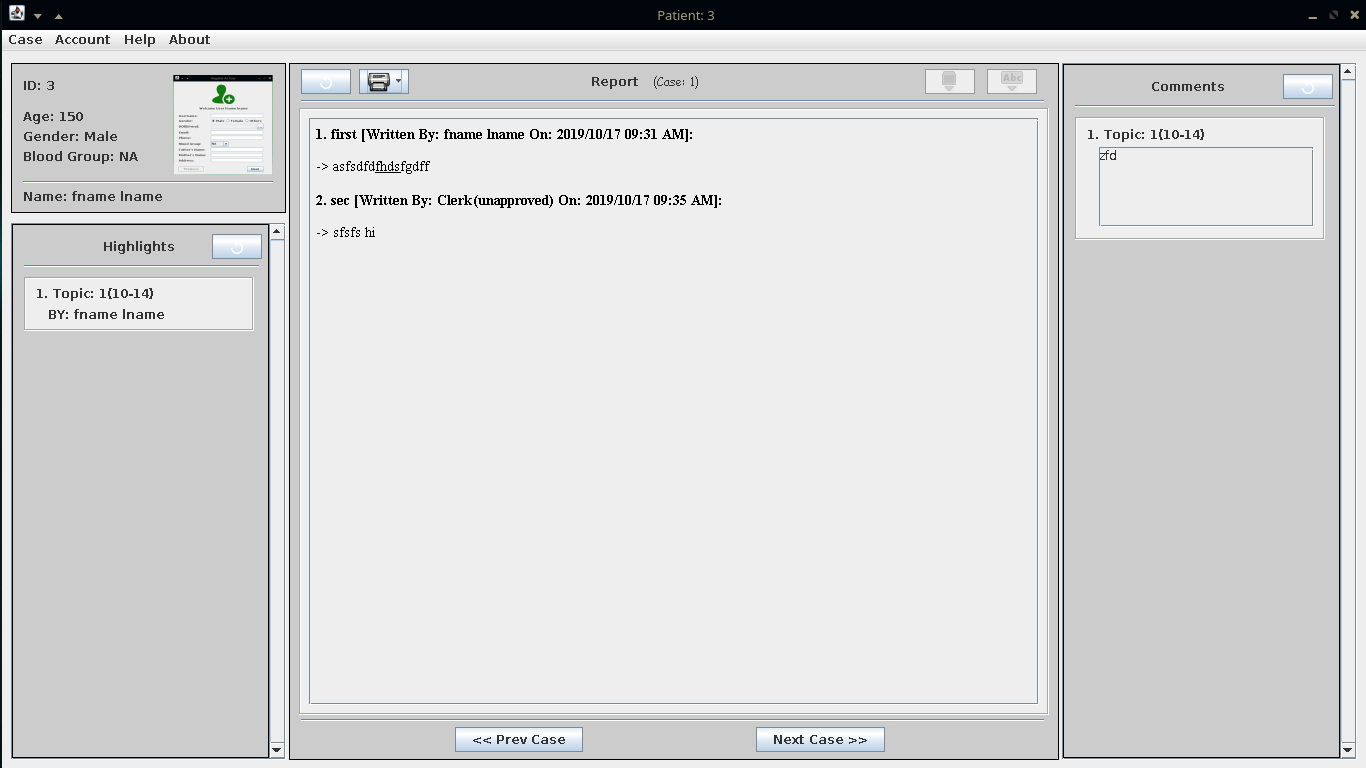 Patient: 3
Case Account Help About
ID: 3
Age: 150
Gender: Male
Blood Group: NA
Name: fname lname
Highlights
1. Topic: 1(10-14)
BY: fname lname
Report (Case: 1)
Abc
1. first [Written By: fname lname On: 2019/10/17 09:31 AM]:
-> asfsdfdfhdsfgdff
2. sec [Written By: Clerk(unapproved) On: 2019/10/17 09:35 AM]:
-> sfsfs hi
<< Prev Case Next Case >>
Comments
1. Topic: 1(10-14)
zfd